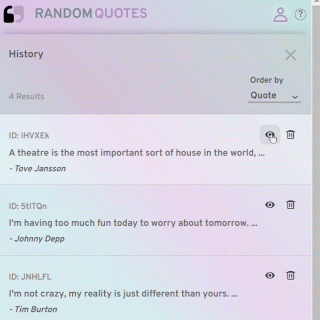 RANDOM QUOTES
?
History
Order by
4 Results
Quote
ID: IHVXEk
A theatre is the most important sort of house in the world, ...
- Tove Jansson
ID: 5tITQn
I'm having too much fun today to worry about tomorrow. ...
- Johnny Depp
ID: JNHLFL
I'm not crazy, my reality is just different than yours. ...
- Tim Burton